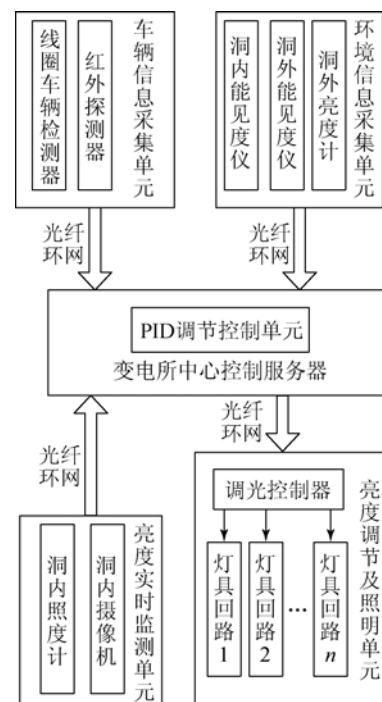 线圈车辆检测器
红外探测器
车辆信息采集单元
洞内能见度仪
洞外能见度仪
洞外亮度计
环境信息采集单元
光纤
环网
光纤
环网
PID调节控制单元
变电所中心控制服务器
光纤
环网
光纤
环网
洞内照度计
洞内摄像机
亮度实时监测单元
调光控制器
灯具回路1
灯具回路2
…
灯具回路n
亮度调节及照明单元